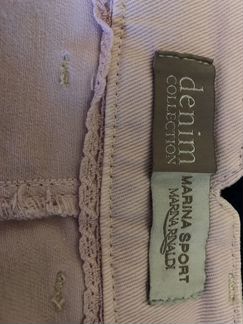 denim
COLLECTION
MARINA SPORT
MARINA RINALDI